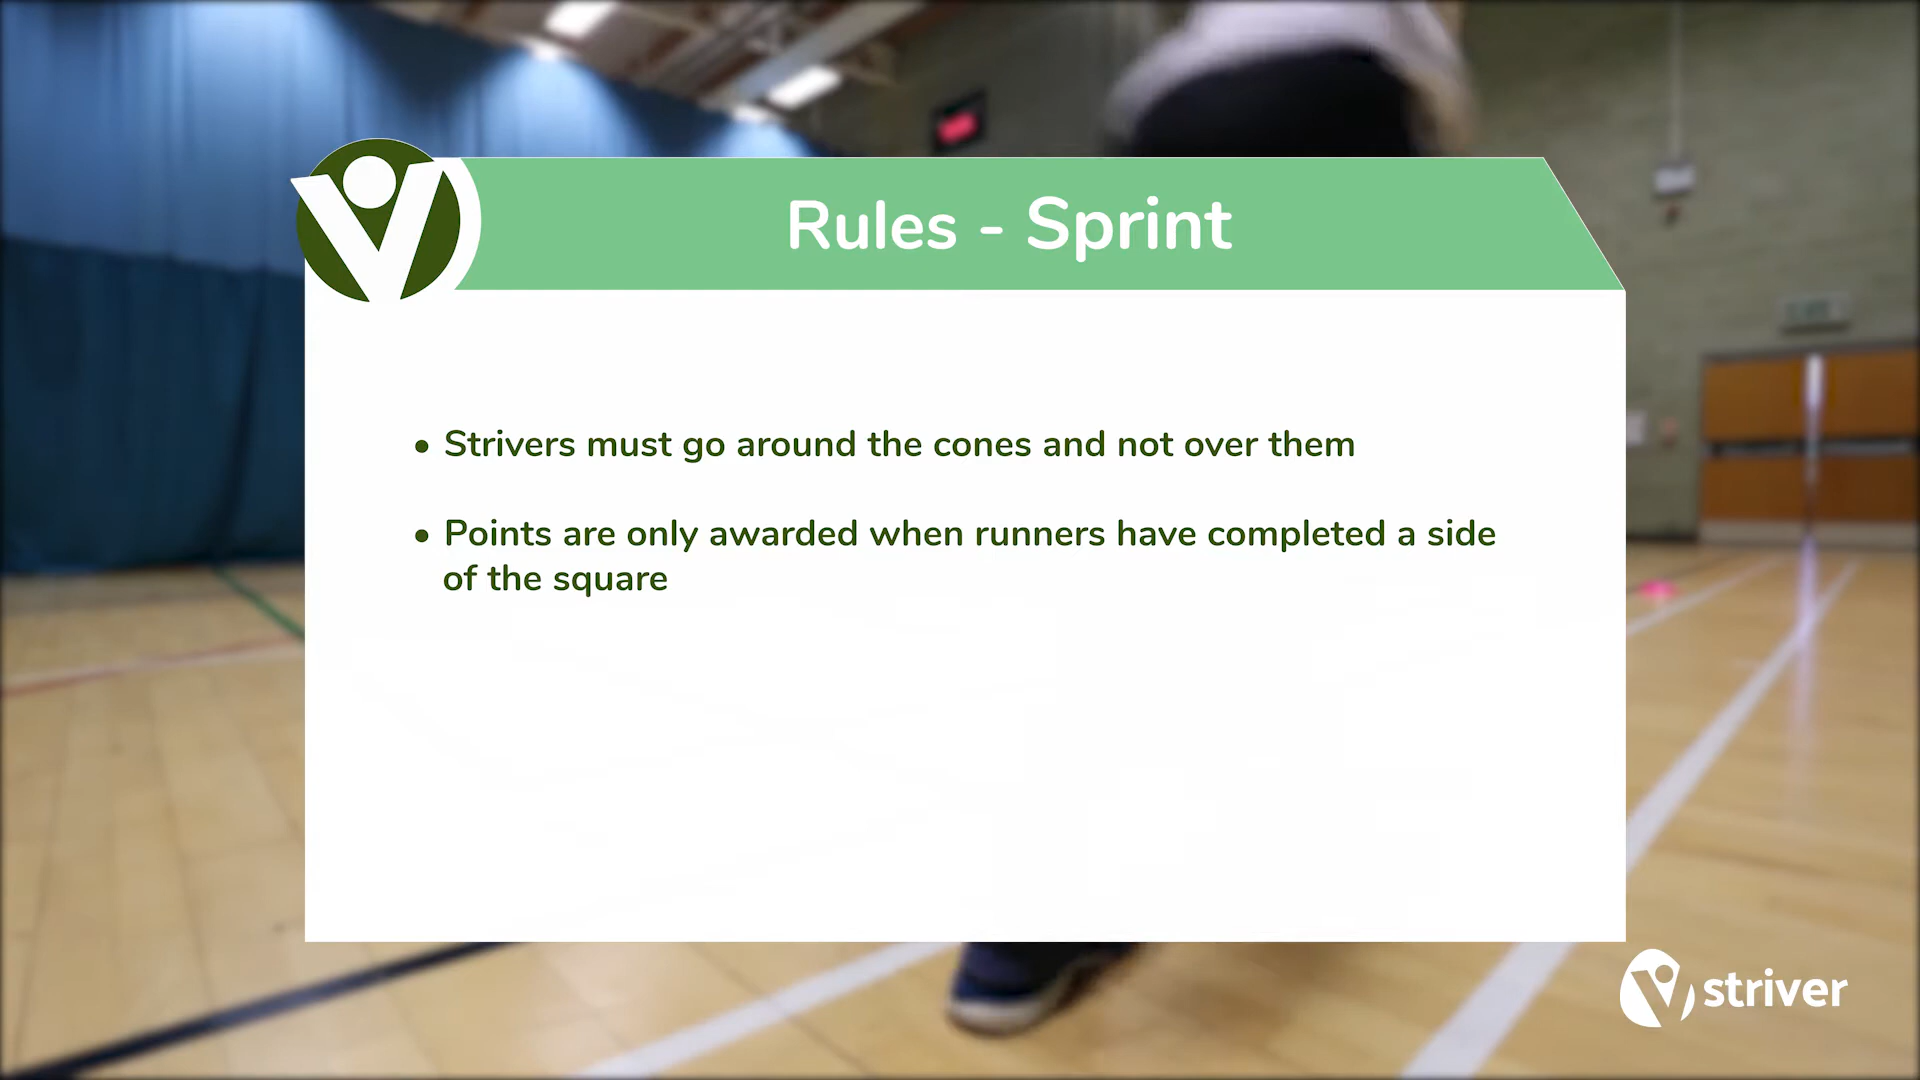 Rules - Sprint
• Strivers must go around the cones and not over them
• Points are only awarded when runners have completed a side
of the square
striver